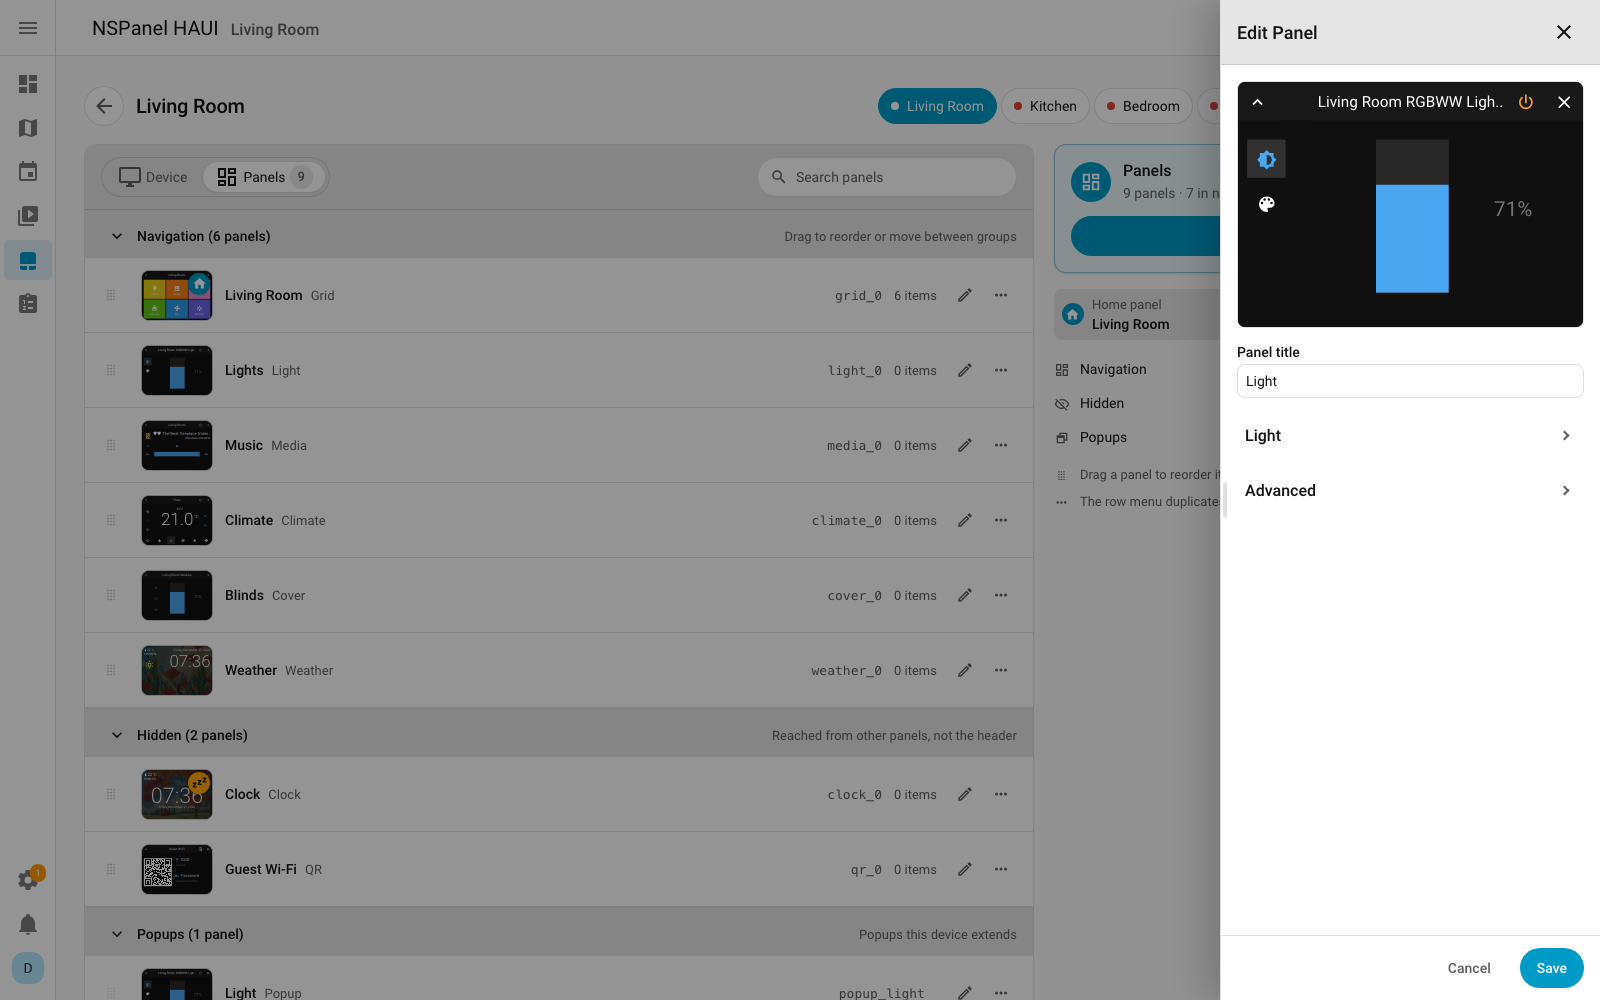 NSPanel HAUI Living Room
Edit Panel
Living Room
Living Room
Kitchen
Bedroom
Device
Panels 9
Search panels
Panels
9 panels · 7 in n
Navigation (6 panels)
Drag to reorder or move between groups
Living Room Grid
grid_0 6 items
Lights Light
light_0 0 items
Music Media
media_0 0 items
21.0
Climate Climate
climate_0 0 items
Blinds Cover
cover_0 0 items
07:36
Weather Weather
weather_0 0 items
Hidden (2 panels)
Reached from other panels, not the header
07:36
zzz
Clock Clock
clock_0 0 items
Guest Wi-Fi QR
qr_0 0 items
Popups (1 panel)
Popups this device extends
Light Popup
popup_light
Home panel
Living Room
Navigation
Hidden
Popups
Drag a panel to reorder it
The row menu duplicates
1
D
Living Room RGBWW Ligh..
71%
Panel title
Light
Light
Advanced
Cancel
Save